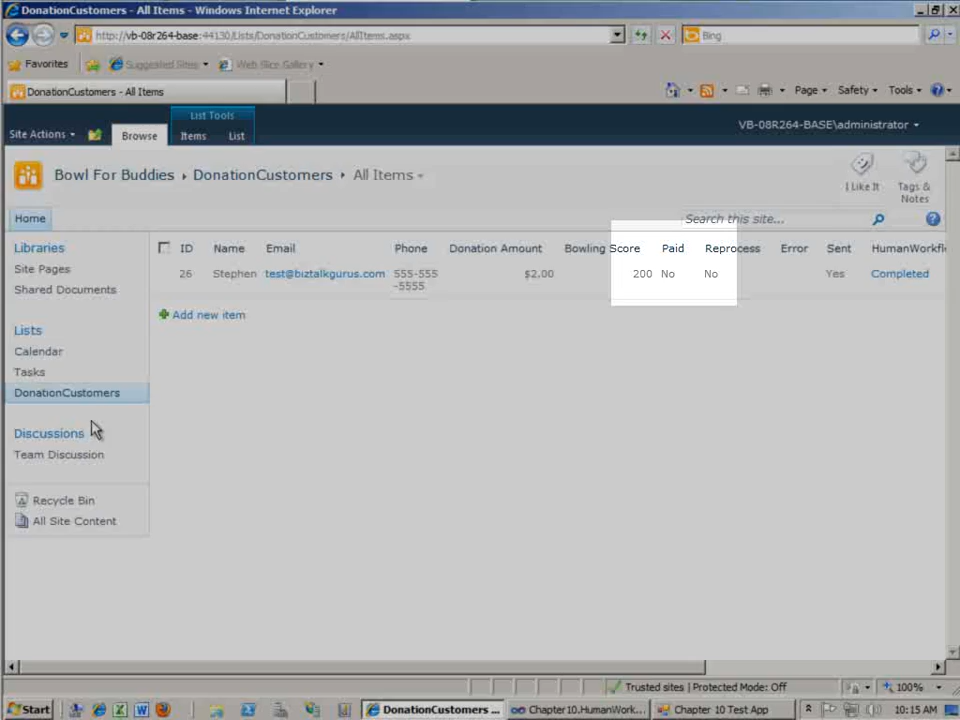 DonationCustomers - All Items - Windows Internet Explorer
http://vb-08r264-base:44130/Lists/DonationCustomers/AllItems.aspx
Bing
Favorites
Suggested Sites
Web Slice Gallery
DonationCustomers - All Items
Page
Safety
Tools
List Tools
Site Actions
Browse
Items
List
VB-08R264-BASE\administrator
Bowl For Buddies
DonationCustomers
All Items
I Like It
Tags &
Notes
Home
Search this site...
Libraries
Site Pages
Shared Documents
Lists
Calendar
Tasks
DonationCustomers
Discussions
Team Discussion
Recycle Bin
All Site Content
ID Name Email Phone Donation Amount Bowling Score Paid Reprocess Error Sent HumanWorkfl
26 Stephen test@biztalkgurus.com 555-555 $2.00 200 No No Yes Completed
-5555
Add new item
Trusted sites | Protected Mode: Off
100%
Start
DonationCustomers ...
Chapter10.HumanWork...
Chapter 10 Test App
10:15 AM